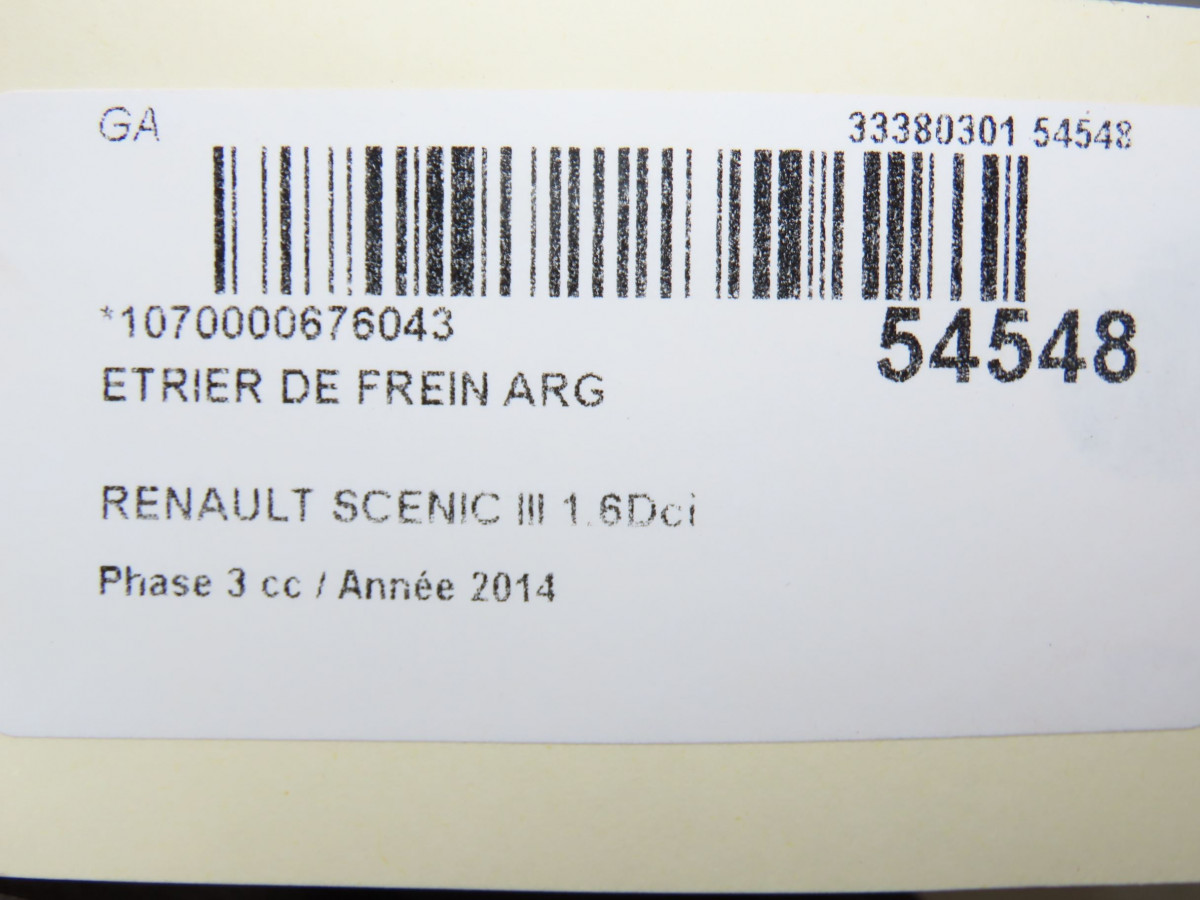 GA
33380301 54548
*1070000676043
54548
ETRIER DE FREIN ARG
RENAULT SCENIC III 1.6Dci
Phase 3 cc / Année 2014